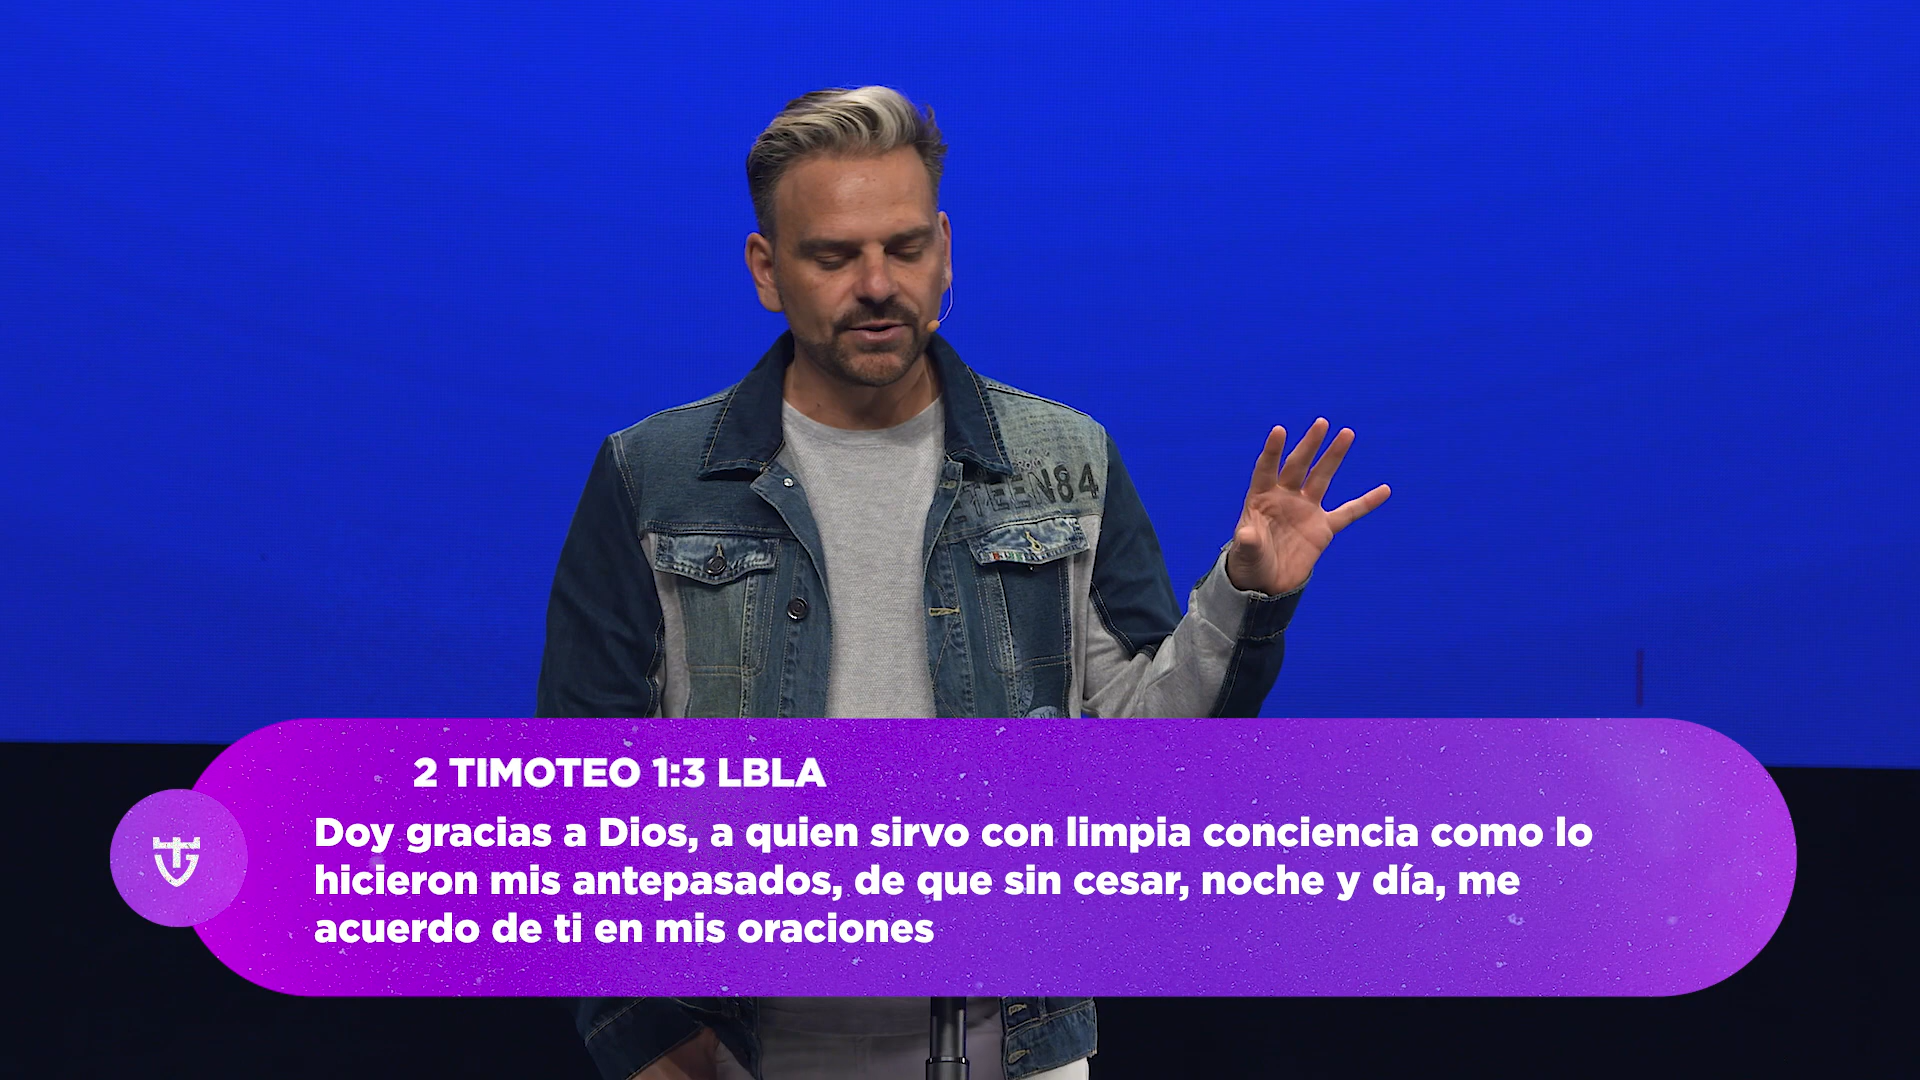 TEEN84
2 TIMOTEO 1:3 LBLA
Doy gracias a Dios, a quien sirvo con limpia conciencia como lo
hicieron mis antepasados, de que sin cesar, noche y día, me
acuerdo de ti en mis oraciones